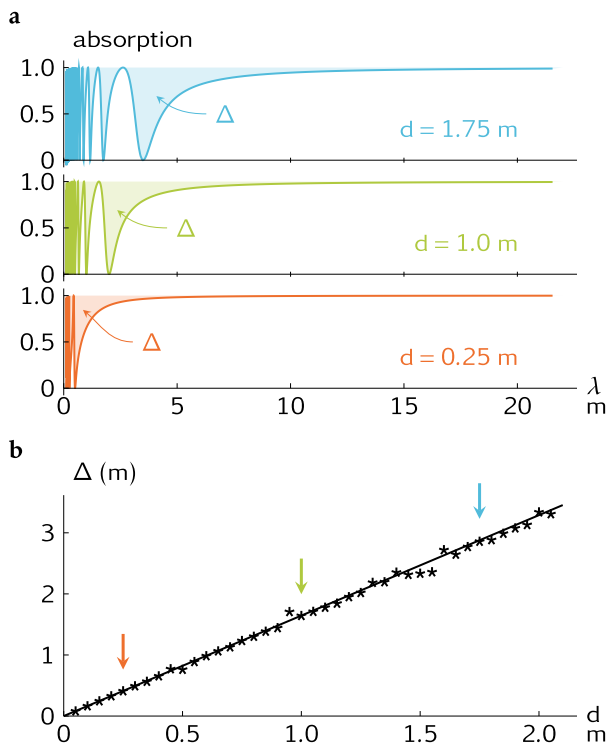 a
absorption
1.0
0.5
Δ
d = 1.75 m
0
1.0
0.5
Δ
d = 1.0 m
0
1.0
0.5
Δ
d = 0.25 m
0
0 5 10 15 20 λ
m
b
Δ (m)
3
2
1
0
0 0.5 1.0 1.5 2.0 d
m